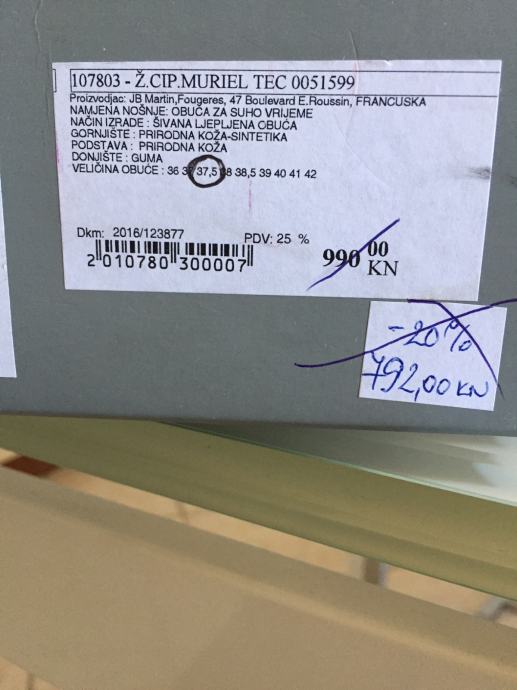 107803 - Ž.CIP.MURIEL TEC 0051599
Proizvodjac: JB Martin,Fougeres, 47 Boulevard E.Roussin, FRANCUSKA
NAMJENA NOŠNJE: OBUĆA ZA SUHO VRIJEME
NAČIN IZRADE : ŠIVANA LJEPLJENA OBUĆA
GORNJIŠTE : PRIRODNA KOŽA-SINTETIKA
PODSTAVA : PRIRODNA KOŽA
DONJIŠTE : GUMA
VELIČINA OBUĆE : 36 37 37,5 38 38,5 39 40 41 42
Dkm: 2016/123877
PDV: 25 %
2 010780 300007
990 00
KN
-20%
792,00 KN